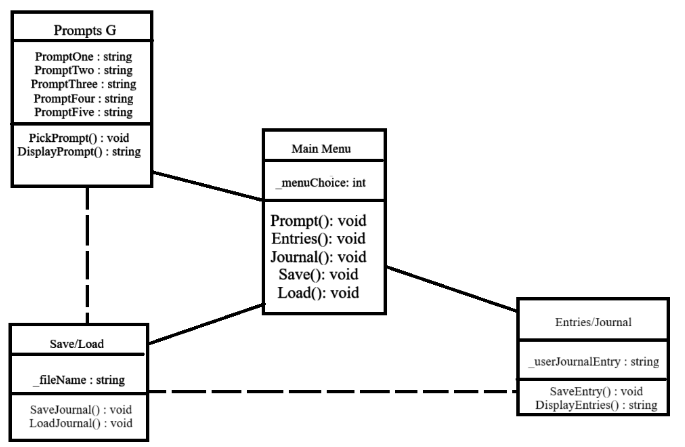 Prompts G
PromptOne : string
PromptTwo : string
PromptThree : string
PromptFour : string
PromptFive : string
PickPrompt() : void
DisplayPrompt() : string
Main Menu
_menuChoice: int
Prompt(): void
Entries(): void
Journal(): void
Save(): void
Load(): void
Save/Load
_fileName : string
SaveJournal() : void
LoadJournal() : void
Entries/Journal
_userJournalEntry : string
SaveEntry() : void
DisplayEntries() : string